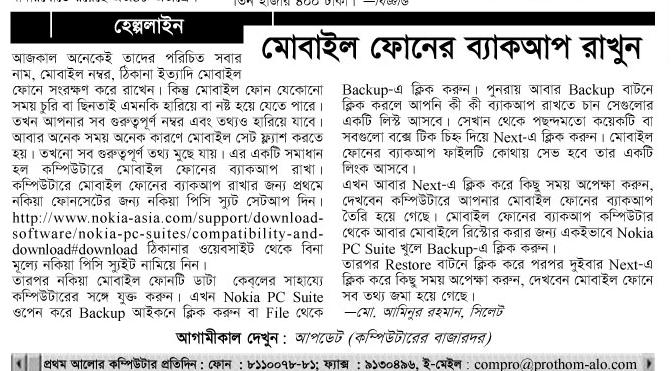 তিন হাজার ৪০০ টাকা। —বিজ্ঞপ্তি
হেল্পলাইন
মোবাইল ফোনের ব্যাকআপ রাখুন
আজকাল অনেকেই তাদের পরিচিত সবার
নাম, মোবাইল নম্বর, ঠিকানা ইত্যাদি মোবাইল
ফোনে সংরক্ষণ করে রাখেন। কিন্তু মোবাইল ফোন যেকোনো
সময় চুরি বা ছিনতাই এমনকি হারিয়ে বা নষ্ট হয়ে যেতে পারে।
তখন আপনার সব গুরুত্বপূর্ণ নম্বর এবং তথ্যও হারিয়ে যাবে।
আবার অনেক সময় অনেক কারণে মোবাইল সেট ফ্ল্যাশ করতে
হয়। তখনো সব গুরুত্বপূর্ণ তথ্য মুছে যায়। এর একটি সমাধান
হল কম্পিউটারে মোবাইল ফোনের ব্যাকআপ রাখা।
কম্পিউটারে মোবাইল ফোনের ব্যাকআপ রাখার জন্য প্রথমে
নকিয়া ফোনসেটের জন্য নকিয়া পিসি স্যুট সেটআপ দিন।
http://www.nokia-asia.com/support/download-
software/nokia-pc-suites/compatibility-and-
download#download ঠিকানার ওয়েবসাইট থেকে বিনা
মূল্যে নকিয়া পিসি স্যুইট নামিয়ে নিন।
তারপর নকিয়া মোবাইল ফোনটি ডাটা কেব্‌লের সাহায্যে
কম্পিউটারের সঙ্গে যুক্ত করুন। এখন Nokia PC Suite
ওপেন করে Backup আইকনে ক্লিক করুন বা File থেকে
Backup-এ ক্লিক করুন। পুনরায় আবার Backup বাটনে
ক্লিক করলে আপনি কী কী ব্যাকআপ রাখতে চান সেগুলোর
একটি লিস্ট আসবে। সেখান থেকে পছন্দমতো কয়েকটি বা
সবগুলো বক্সে টিক চিহ্ন দিয়ে Next-এ ক্লিক করুন। মোবাইল
ফোনের ব্যাকআপ ফাইলটি কোথায় সেভ হবে তার একটি
লিংক আসবে।
এখন আবার Next-এ ক্লিক করে কিছু সময় অপেক্ষা করুন,
দেখবেন কম্পিউটারে আপনার মোবাইল ফোনের ব্যাকআপ
তৈরি হয়ে গেছে। মোবাইল ফোনের ব্যাকআপ কম্পিউটার
থেকে আবার মোবাইলে রিস্টোর করার জন্য একইভাবে Nokia
PC Suite খুলে Backup-এ ক্লিক করুন।
তারপর Restore বাটনে ক্লিক করে পরপর দুইবার Next-এ
ক্লিক করে কিছু সময় অপেক্ষা করুন, দেখবেন মোবাইল ফোনে
সব তথ্য জমা হয়ে গেছে।
—মো. আমিনুর রহমান, সিলেট
আগামীকাল দেখুন : আপডেট (কম্পিউটারের বাজারদর)
প্রথম আলোর কম্পিউটার প্রতিদিন : ফোন : ৮১১০০৭৮-৮১; ফ্যাক্স : ৯১৩০৪৯৬, ই-মেইল : compro@prothom-alo.com